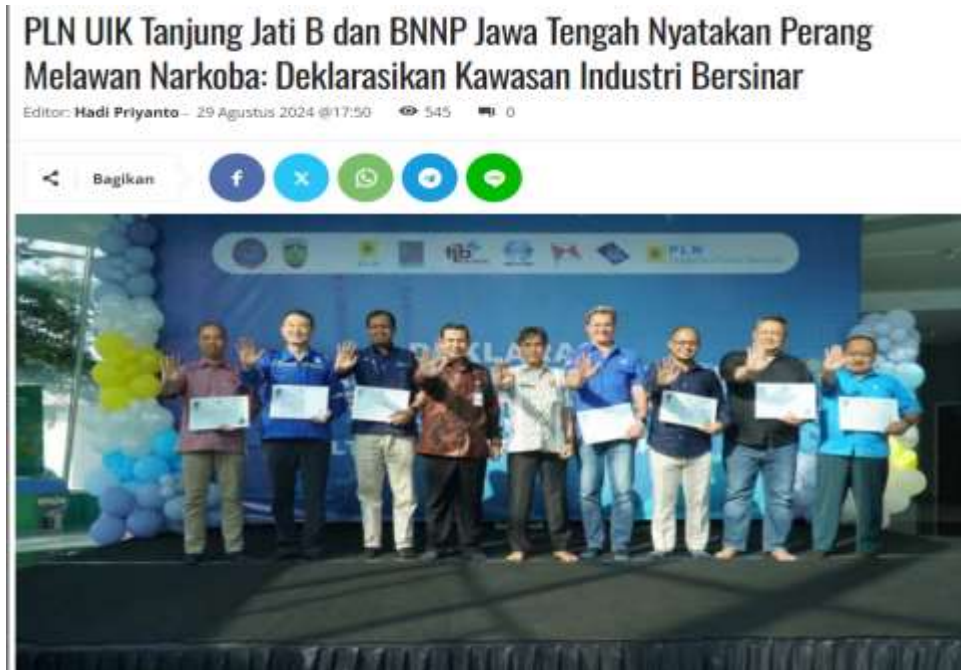 PLN UIK Tanjung Jati B dan BNNP Jawa Tengah Nyatakan Perang
Melawan Narkoba: Deklarasikan Kawasan Industri Bersinar
Editor: Hadi Priyanto - 29 Agustus 2024 @17:50 545 0
Bagikan
PLN